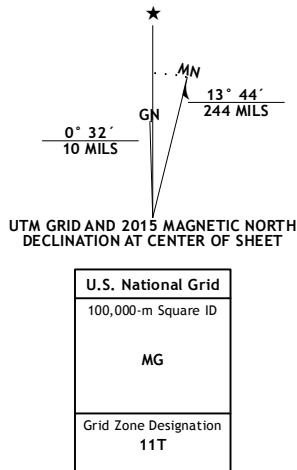 ★
MN
GN
13° 44´
244 MILS
0° 32´
10 MILS
UTM GRID AND 2015 MAGNETIC NORTH
DECLINATION AT CENTER OF SHEET
U.S. National Grid
100,000-m Square ID
MG
Grid Zone Designation
11T